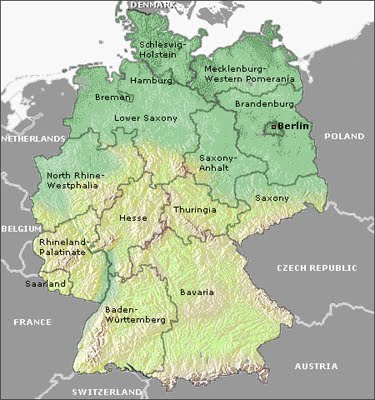 DENMARK
Schleswig-
Holstein
Mecklenburg-
Western Pomerania
Hamburg
Bremen
Brandenburg
Lower Saxony
Berlin
NETHERLANDS
POLAND
Saxony-
Anhalt
North Rhine-
Westphalia
Saxony
Thuringia
Hesse
BELGIUM
Rhineland-
Palatinate
CZECH REPUBLIC
Saarland
Bavaria
Baden-
Württemberg
FRANCE
AUSTRIA
SWITZERLAND